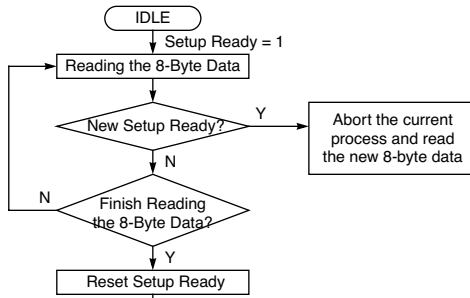 IDLE
Setup Ready = 1
Reading the 8-Byte Data
New Setup Ready?
Y
Abort the current
process and read
the new 8-byte data
N
N
Finish Reading
the 8-Byte Data?
Y
Reset Setup Ready